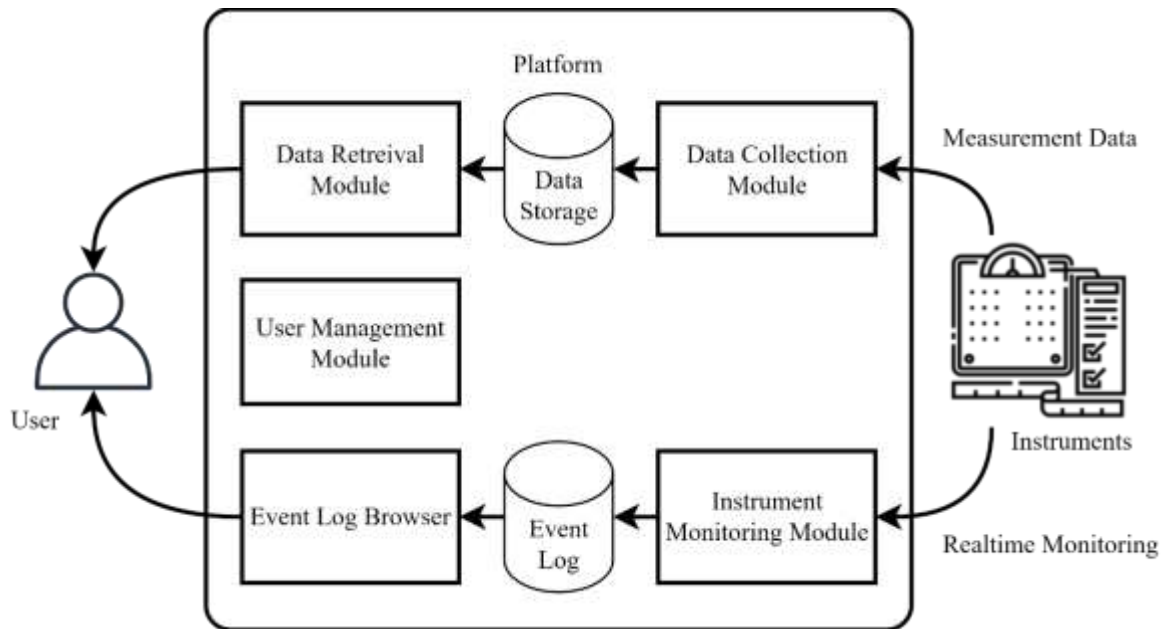 Platform
Data Retreival
Module
Data
Storage
Data Collection
Module
Measurement Data
User Management
Module
User
Instruments
Event Log Browser
Event
Log
Instrument
Monitoring Module
Realtime Monitoring